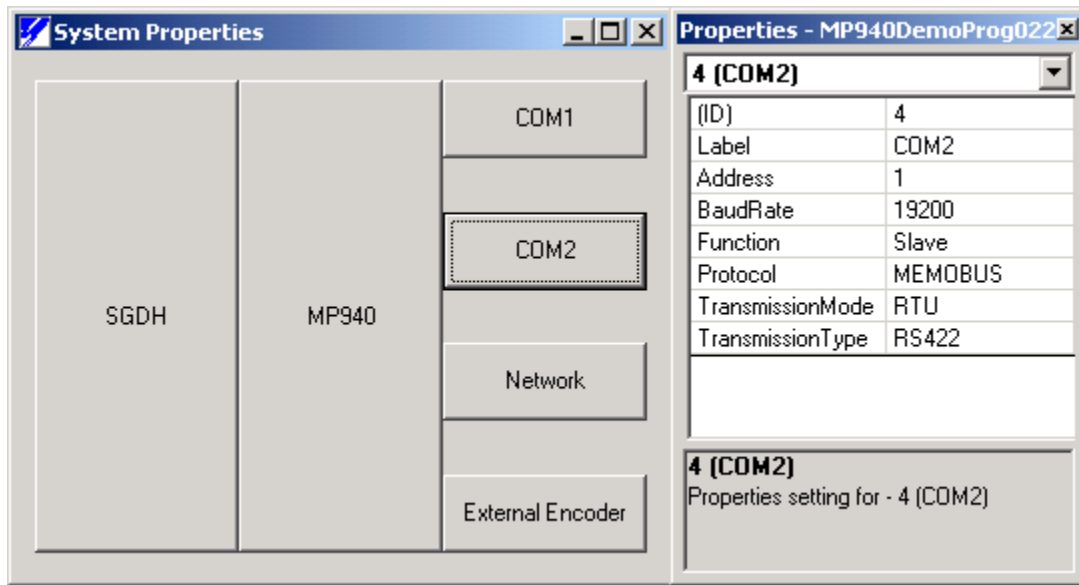 System Properties
SGDH
MP940
COM1
COM2
Network
External Encoder
Properties - MP940DemoProg022
4 (COM2)
(ID) 4
Label COM2
Address 1
BaudRate 19200
Function Slave
Protocol MEMOBUS
TransmissionMode RTU
TransmissionType RS422
4 (COM2)
Properties setting for - 4 (COM2)